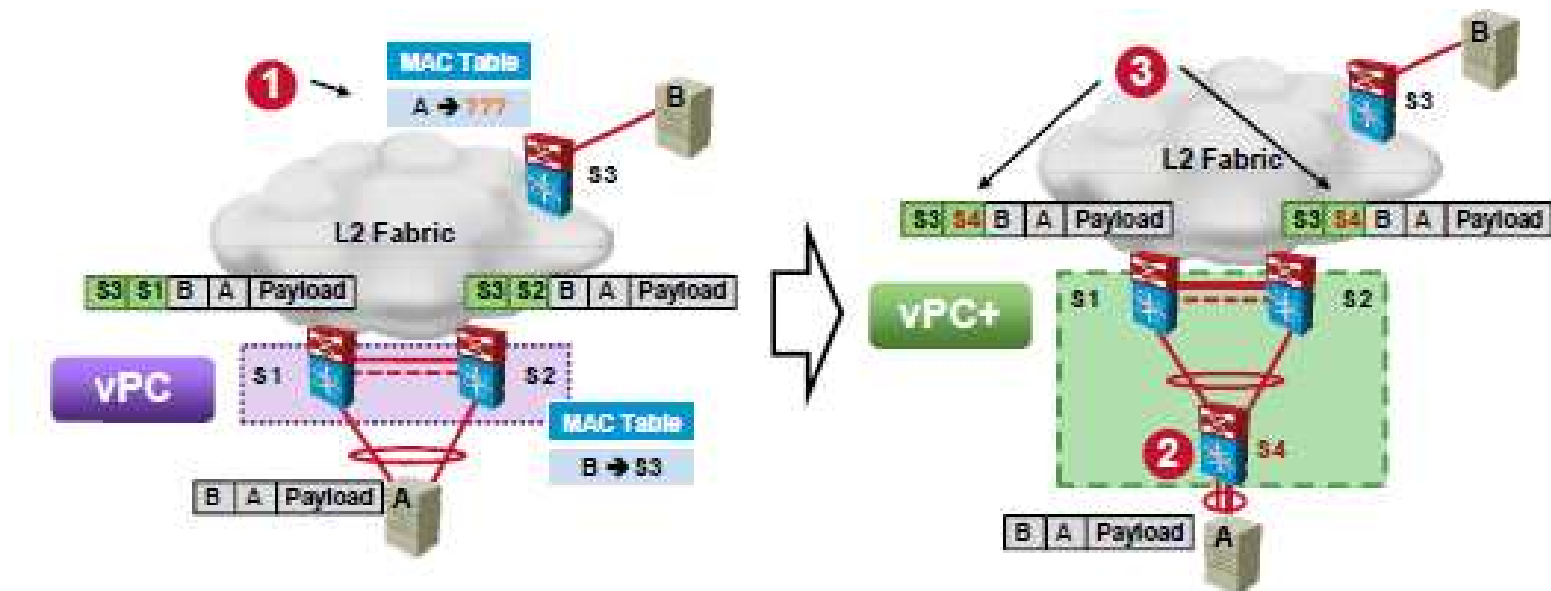 1
MAC Table
A → ???
B
S3
L2 Fabric
S3 S1 B A Payload
S3 S2 B A Payload
vPC
S1
S2
MAC Table
B → S3
B A Payload
A
3
B
S3
L2 Fabric
S3 S4 B A Payload
S3 S4 B A Payload
vPC+
S1
S2
2
S4
B A Payload
A